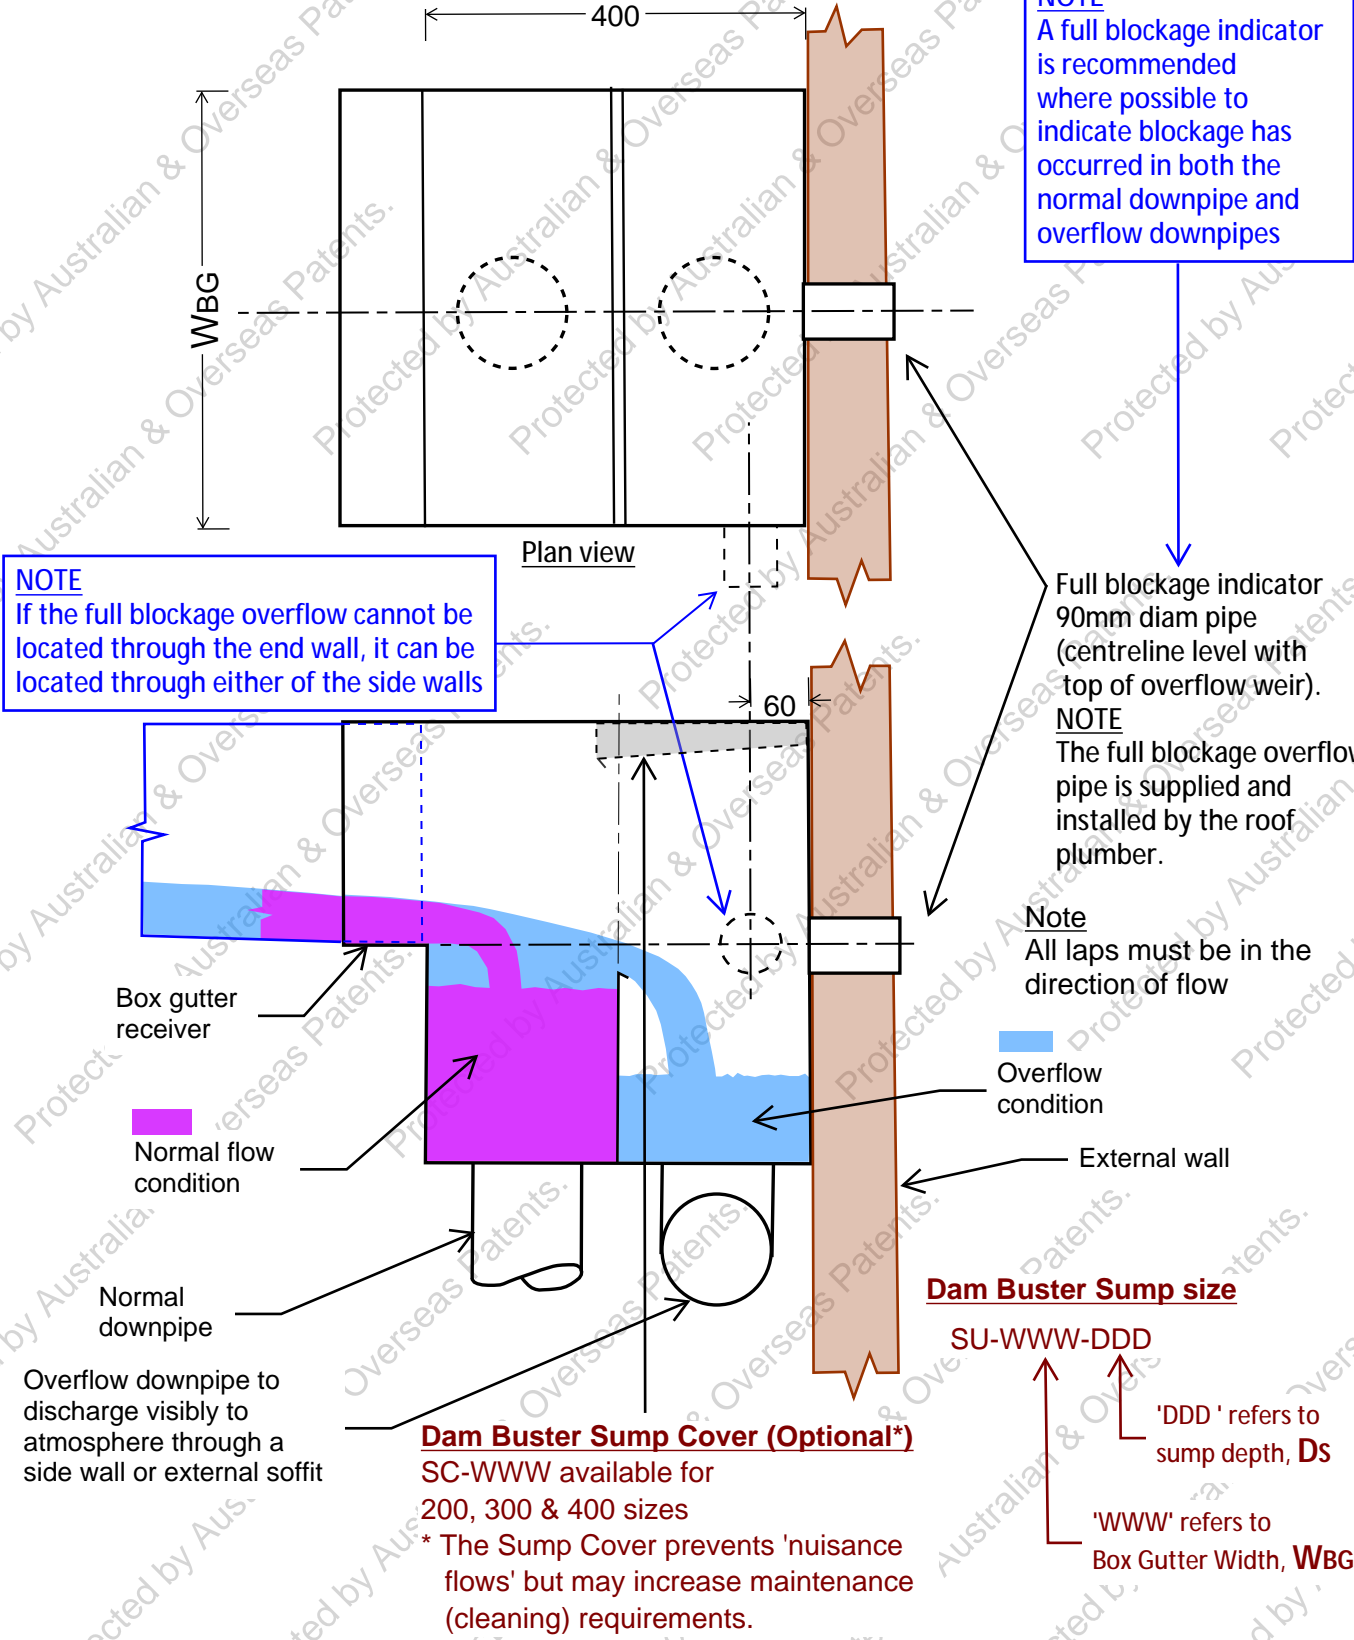 400
NOTE
A full blockage indicator
is recommended
where possible to
indicate blockage has
occurred in both the
normal downpipe and
overflow downpipes
WBG
Plan view
NOTE
If the full blockage overflow cannot be
located through the end wall, it can be
located through either of the side walls
60
Full blockage indicator
90mm diam pipe
(centreline level with
top of overflow weir).
NOTE
The full blockage overflow
pipe is supplied and
installed by the roof
plumber.
Note
All laps must be in the
direction of flow
Box gutter
receiver
Overflow
condition
Normal flow
condition
External wall
Normal
downpipe
Overflow downpipe to
discharge visibly to
atmosphere through a
side wall or external soffit
Dam Buster Sump Cover (Optional*)
SC-WWW available for
200, 300 & 400 sizes
* The Sump Cover prevents 'nuisance
flows' but may increase maintenance
(cleaning) requirements.
Dam Buster Sump size
SU-WWW-DDD
'DDD ' refers to
sump depth, Ds
'WWW' refers to
Box Gutter Width, WBG
Protected by Australian & Overseas Patents.